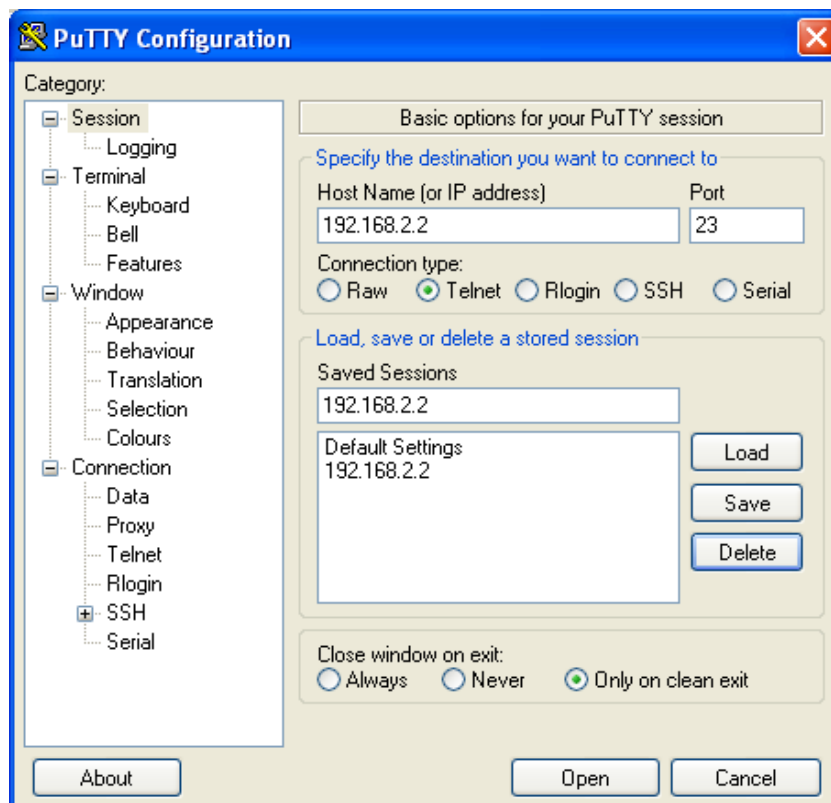 PuTTY Configuration
Category:
Session
Logging
Terminal
Keyboard
Bell
Features
Window
Appearance
Behaviour
Translation
Selection
Colours
Connection
Data
Proxy
Telnet
Rlogin
SSH
Serial
Basic options for your PuTTY session
Specify the destination you want to connect to
Host Name (or IP address) Port
192.168.2.2 23
Connection type:
Raw Telnet Rlogin SSH Serial
Load, save or delete a stored session
Saved Sessions
192.168.2.2
Default Settings
192.168.2.2
Load
Save
Delete
Close window on exit:
Always Never Only on clean exit
About Open Cancel